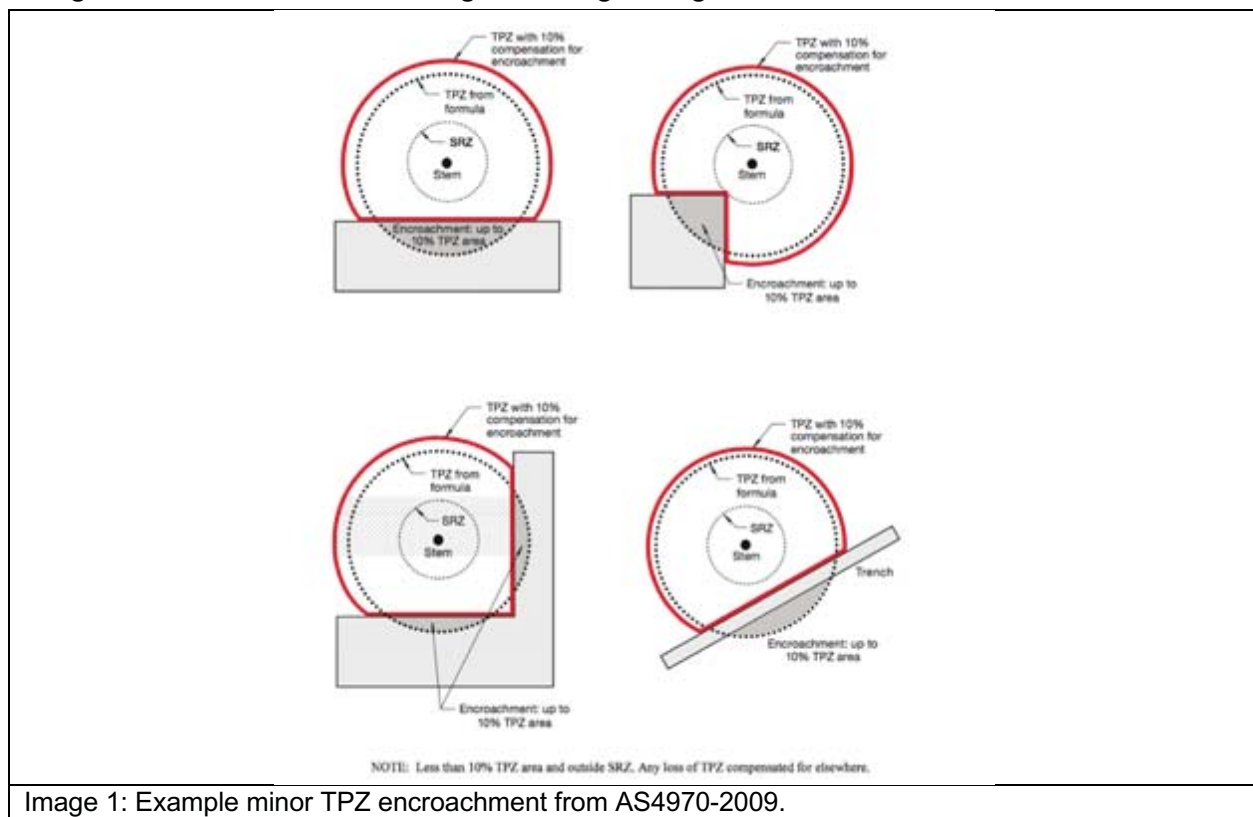 TPZ with 10%
compensation for
encroachment
TPZ from
formula
SRZ
Stem
Encroachment: up to
10% TPZ area
TPZ with 10%
compensation for
encroachment
TPZ from
formula
SRZ
Stem
Encroachment: up to
10% TPZ area
TPZ with 10%
compensation for
encroachment
TPZ from
formula
SRZ
Stem
Encroachment: up to
10% TPZ area
TPZ with 10%
compensation for
encroachment
TPZ from
formula
SRZ
Stem
Trench
Encroachment: up to
10% TPZ area
NOTE: Less than 10% TPZ area and outside SRZ. Any loss of TPZ compensated for elsewhere.
Image 1: Example minor TPZ encroachment from AS4970-2009.